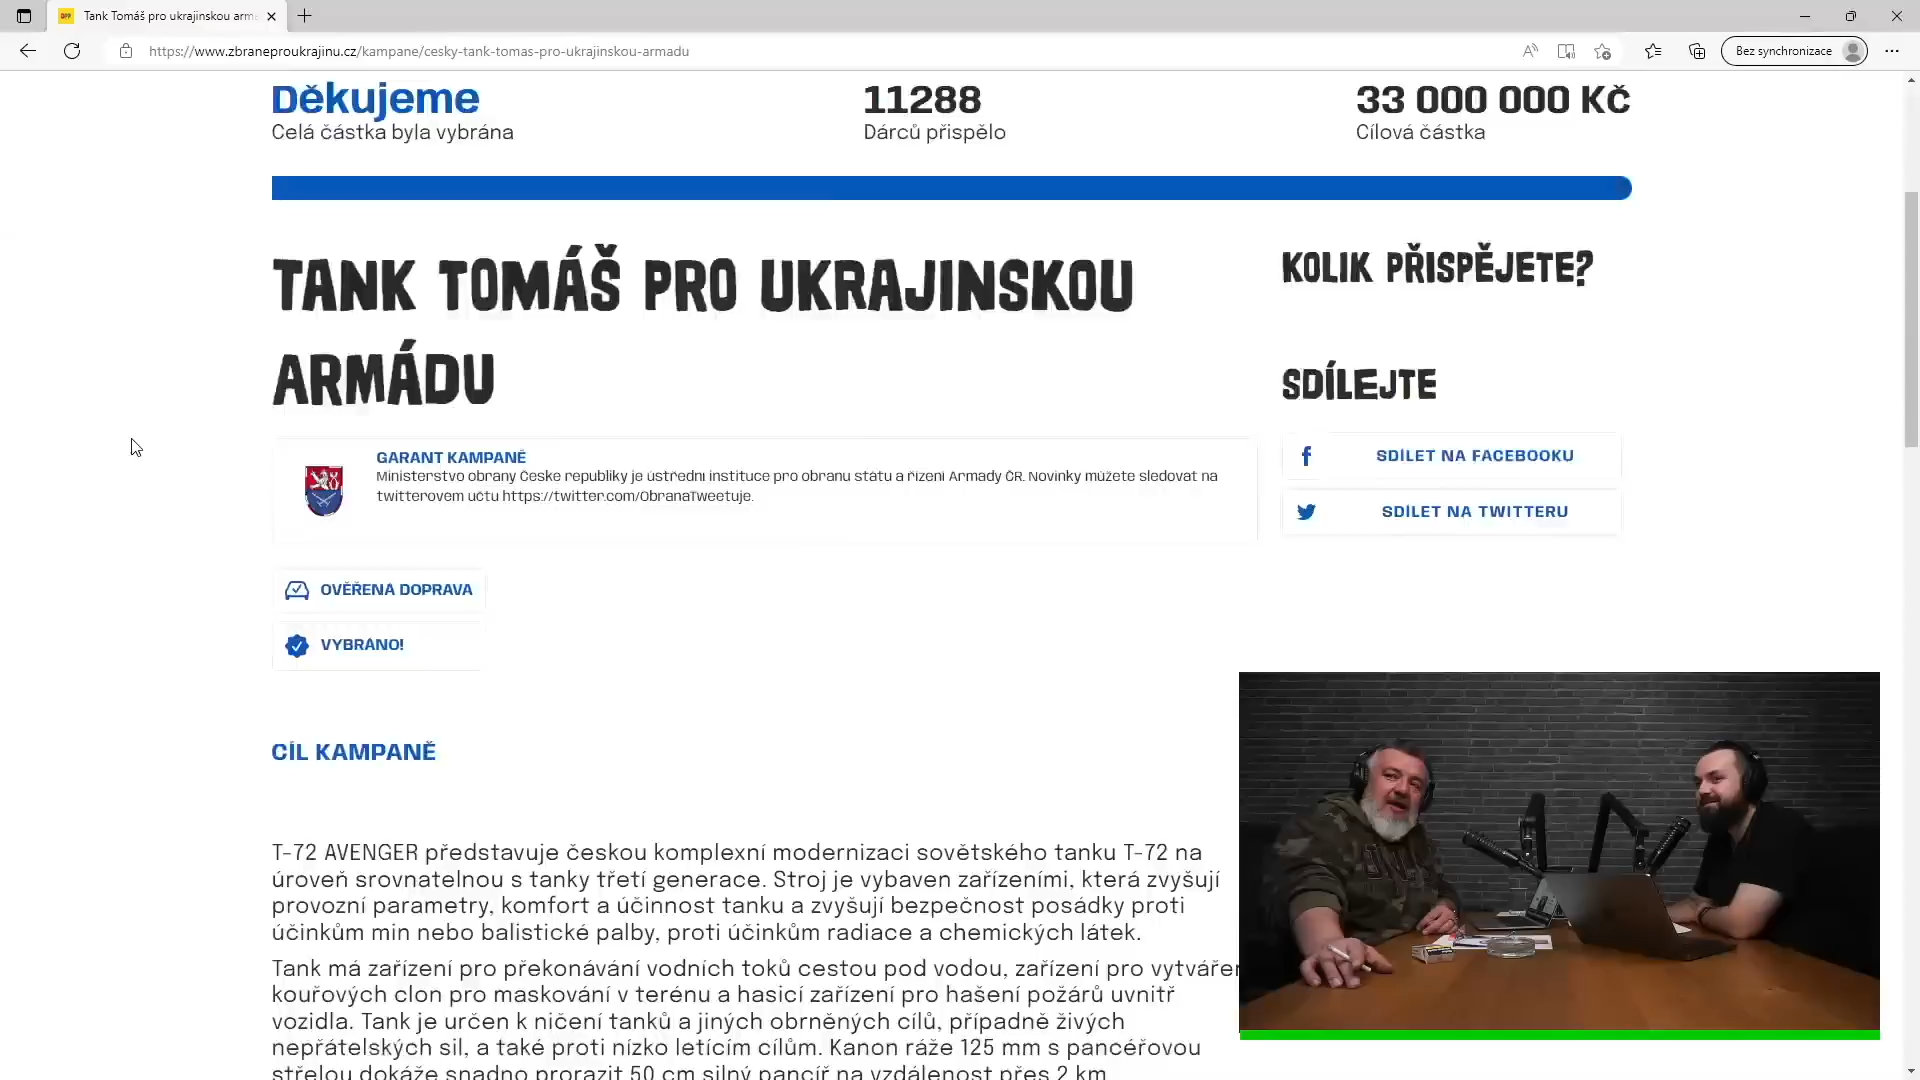 Tank Tomáš pro ukrajinskou arm
https://www.zbraneproukrajinu.cz/kampane/cesky-tank-tomas-pro-ukrajinskou-armadu
Bez synchronizace
Děkujeme
Celá částka byla vybrána
11288
Dárců přispělo
33 000 000 Kč
Cílová částka
TANK TOMÁŠ PRO UKRAJINSKOU
ARMÁDU
KOLIK PŘISPĚJETE?
SDÍLEJTE
GARANT KAMPANĚ
Ministerstvo obrany České republiky je ústřední instituce pro obranu státu a řízení Armády ČR. Novinky můžete sledovat na
twitterovém účtu https://twitter.com/ObranaTweetuje.
SDÍLET NA FACEBOOKU
SDÍLET NA TWITTERU
OVĚŘENÁ DOPRAVA
VYBRÁNO!
CÍL KAMPANĚ
T-72 AVENGER představuje českou komplexní modernizaci sovětského tanku T-72 na
úroveň srovnatelnou s tanky třetí generace. Stroj je vybaven zařízeními, která zvyšují
provozní parametry, komfort a účinnost tanku a zvyšují bezpečnost posádky proti
účinkům min nebo balistické palby, proti účinkům radiace a chemických látek.
Tank má zařízení pro překonávání vodních toků cestou pod vodou, zařízení pro vytvářen
kouřových clon pro maskování v terénu a hasicí zařízení pro hašení požárů uvnitř
vozidla. Tank je určen k ničení tanků a jiných obrněných cílů, případně živých
nepřátelských sil, a také proti nízko letícím cílům. Kanon ráže 125 mm s pancéřovou
střelou dokáže snadno prorazit 50 cm silný pancíř na vzdálenost přes 2 km.